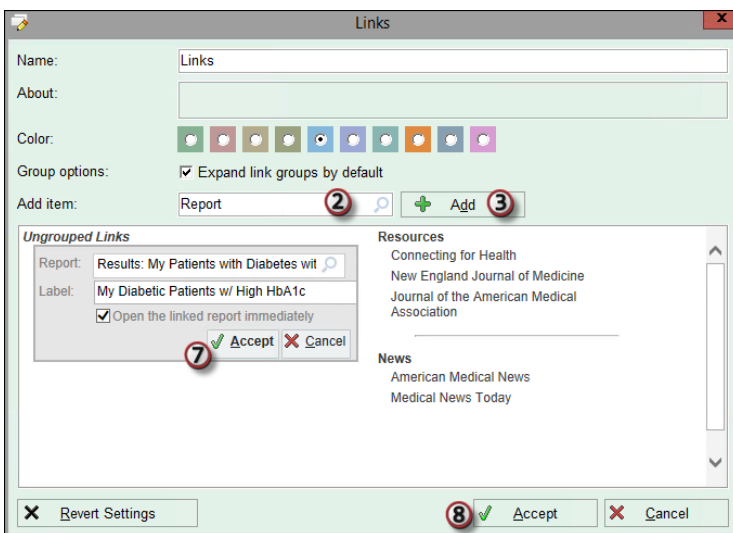 Links
X
Name: Links
About:
Color:
Group options: Expand link groups by default
Add item: Report 2 Add 3
Ungrouped Links
Report: Results: My Patients with Diabetes wit
Label: My Diabetic Patients w/ High HbA1c
Open the linked report immediately
7 Accept Cancel
Resources
Connecting for Health
New England Journal of Medicine
Journal of the American Medical
Association
News
American Medical News
Medical News Today
Revert Settings 8 Accept Cancel